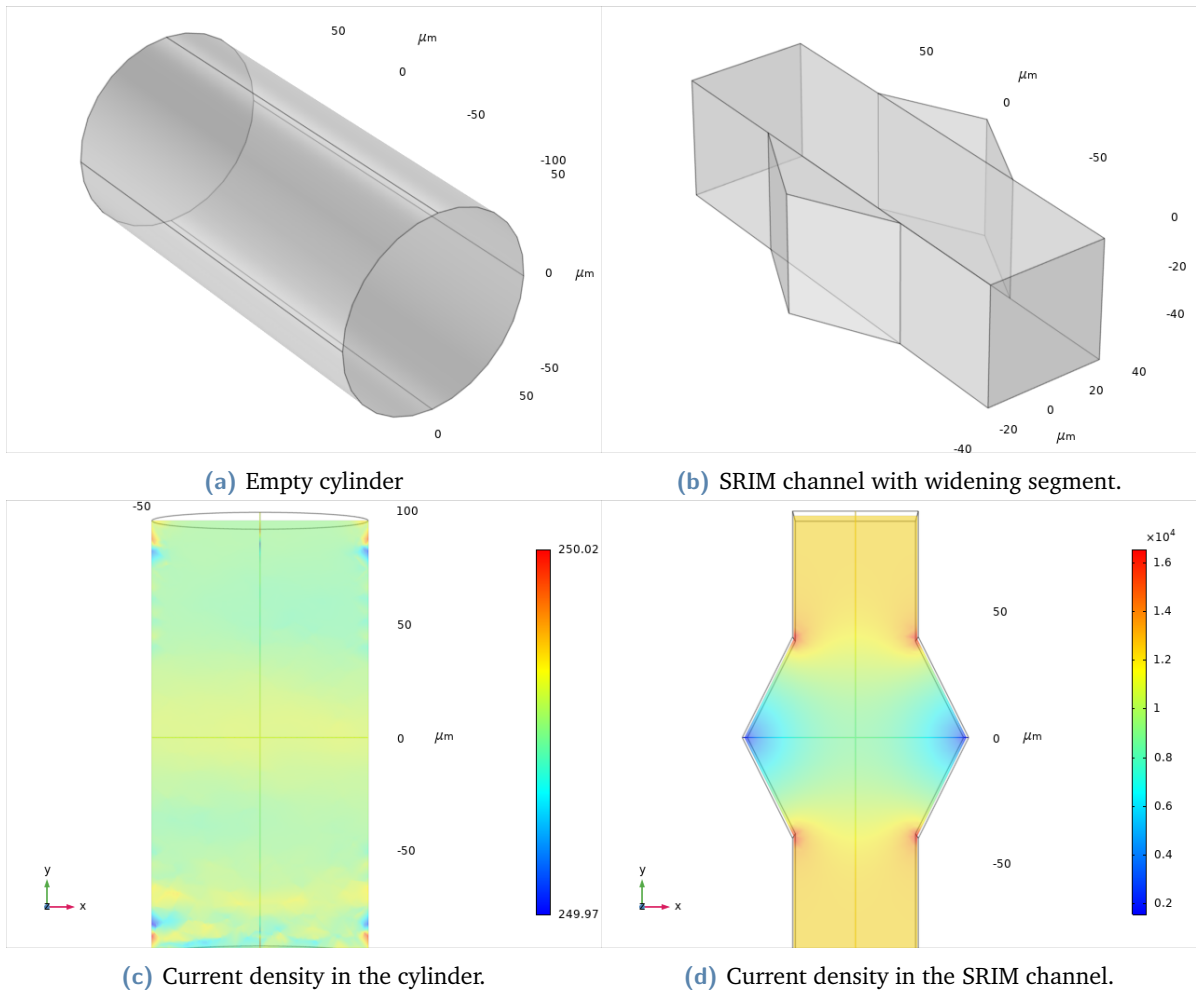 50
μm
0
-50
-100
50
0 μm
-50
50
0
50
μm
0
-50
0
-20
-40
40
20
0
-20 μm
-40
(a) Empty cylinder
(b) SRIM channel with widening segment.
-50
100
250.02
50
0 μm
-50
249.97
y
z x
×10⁴
1.6
1.4
1.2
1
0.8
0.6
0.4
0.2
50
0 μm
-50
y
z x
(c) Current density in the cylinder.
(d) Current density in the SRIM channel.